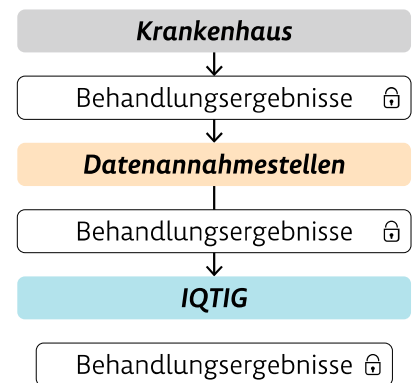 Krankenhaus
Behandlungsergebnisse
Datenannahmestellen
Behandlungsergebnisse
IQTIG
Behandlungsergebnisse